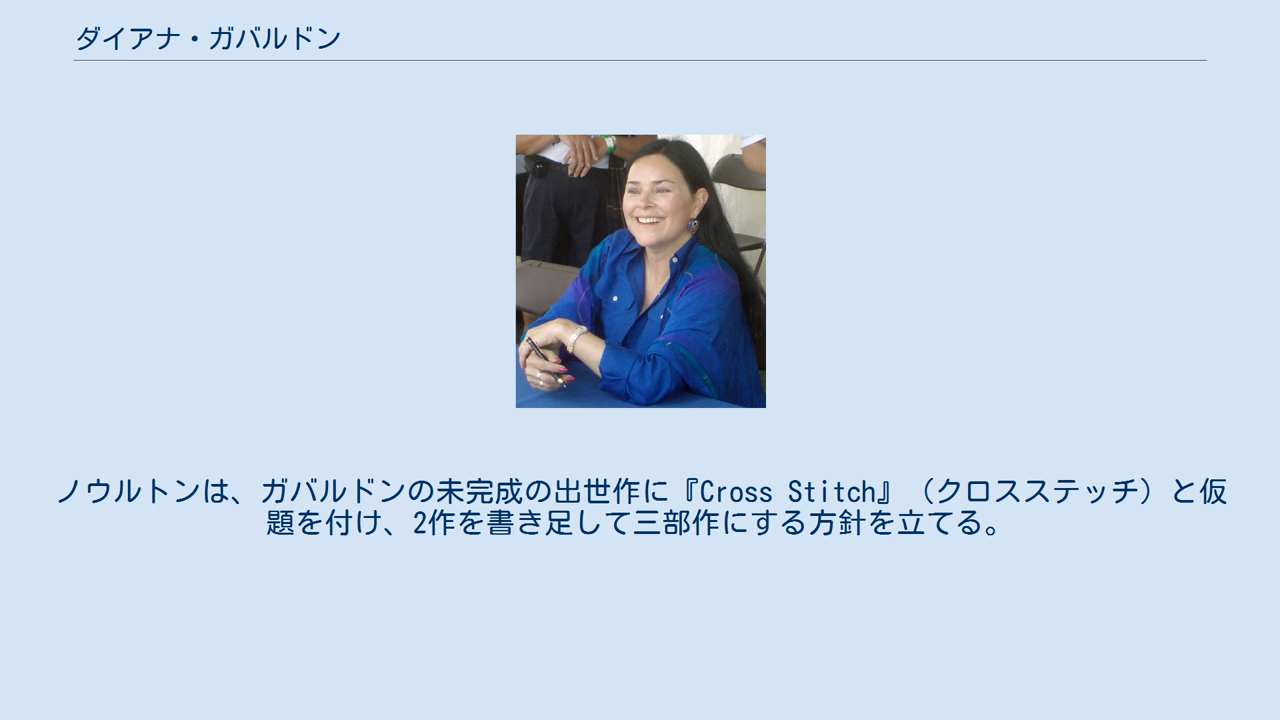 ダイアナ・ガバルドン
ノウルトンは、ガバルドンの未完成の出世作に『Cross Stitch』（クロスステッチ）と仮
題を付け、2作を書き足して三部作にする方針を立てる。